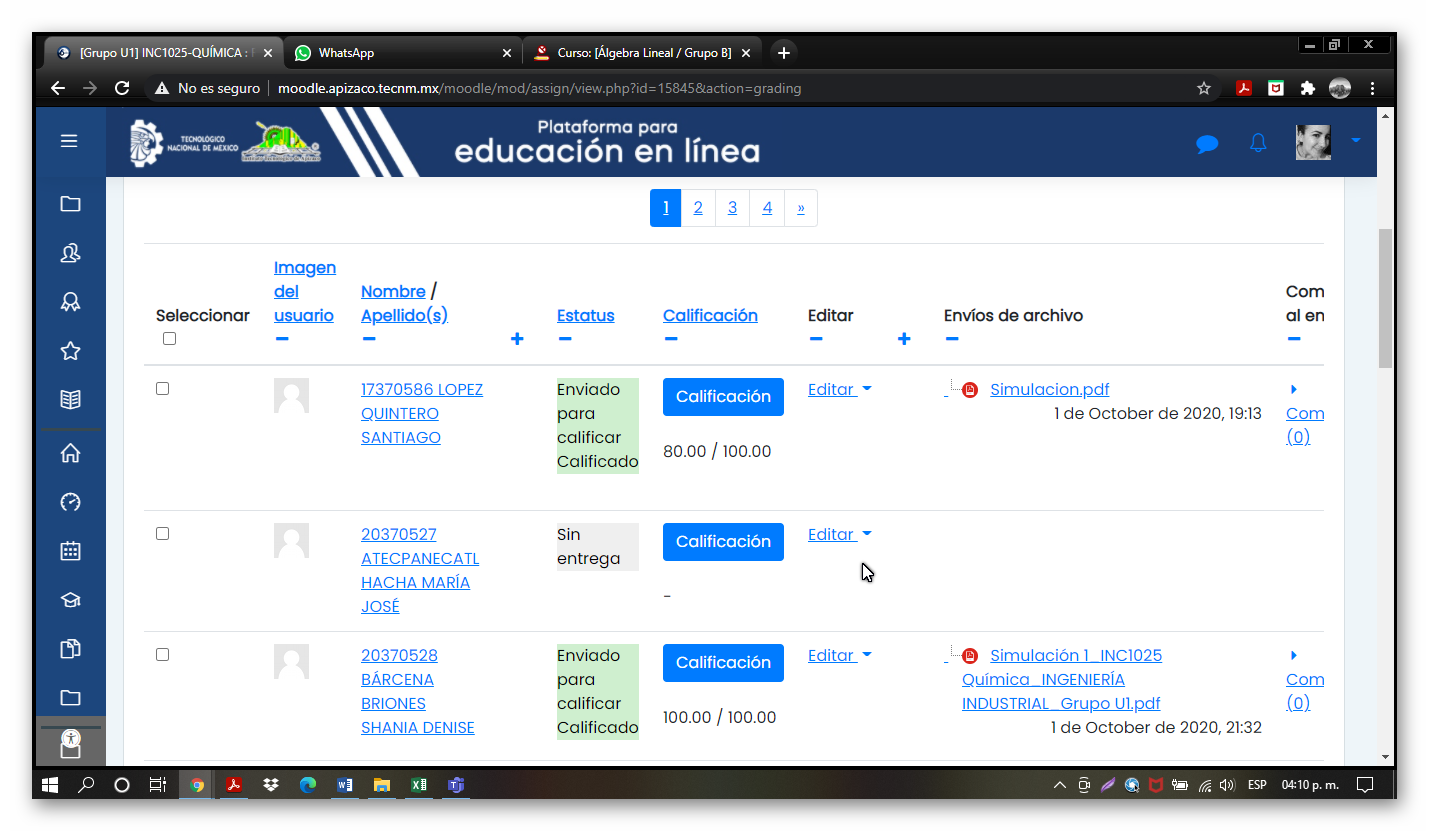 [Grupo U1] INC1025-QUÍMICA :
WhatsApp
Curso: [Álgebra Lineal / Grupo B]
No es seguro
moodle.apizaco.tecnm.mx/moodle/mod/assign/view.php?id=15845&action=grading
TECNOLÓGICO
NACIONAL DE MÉXICO
Plataforma para
educación en línea
1 2 3 4 »
Seleccionar
Imagen
del
usuario
Nombre /
Apellido(s)
Estatus
Calificación
Editar
Envíos de archivo
Com
al en
17370586 LOPEZ
QUINTERO
SANTIAGO
Enviado
para
calificar
Calificado
Calificación
80.00 / 100.00
Editar
Simulacion.pdf
1 de October de 2020, 19:13
Com
(0)
20370527
ATECPANECATL
HACHA MARÍA
JOSÉ
Sin
entrega
Calificación
-
Editar
20370528
BÁRCENA
BRIONES
SHANIA DENISE
Enviado
para
calificar
Calificado
Calificación
100.00 / 100.00
Editar
Simulación 1_INC1025
Química_INGENIERÍA
INDUSTRIAL_Grupo U1.pdf
1 de October de 2020, 21:32
Com
(0)
ESP
04:10 p. m.